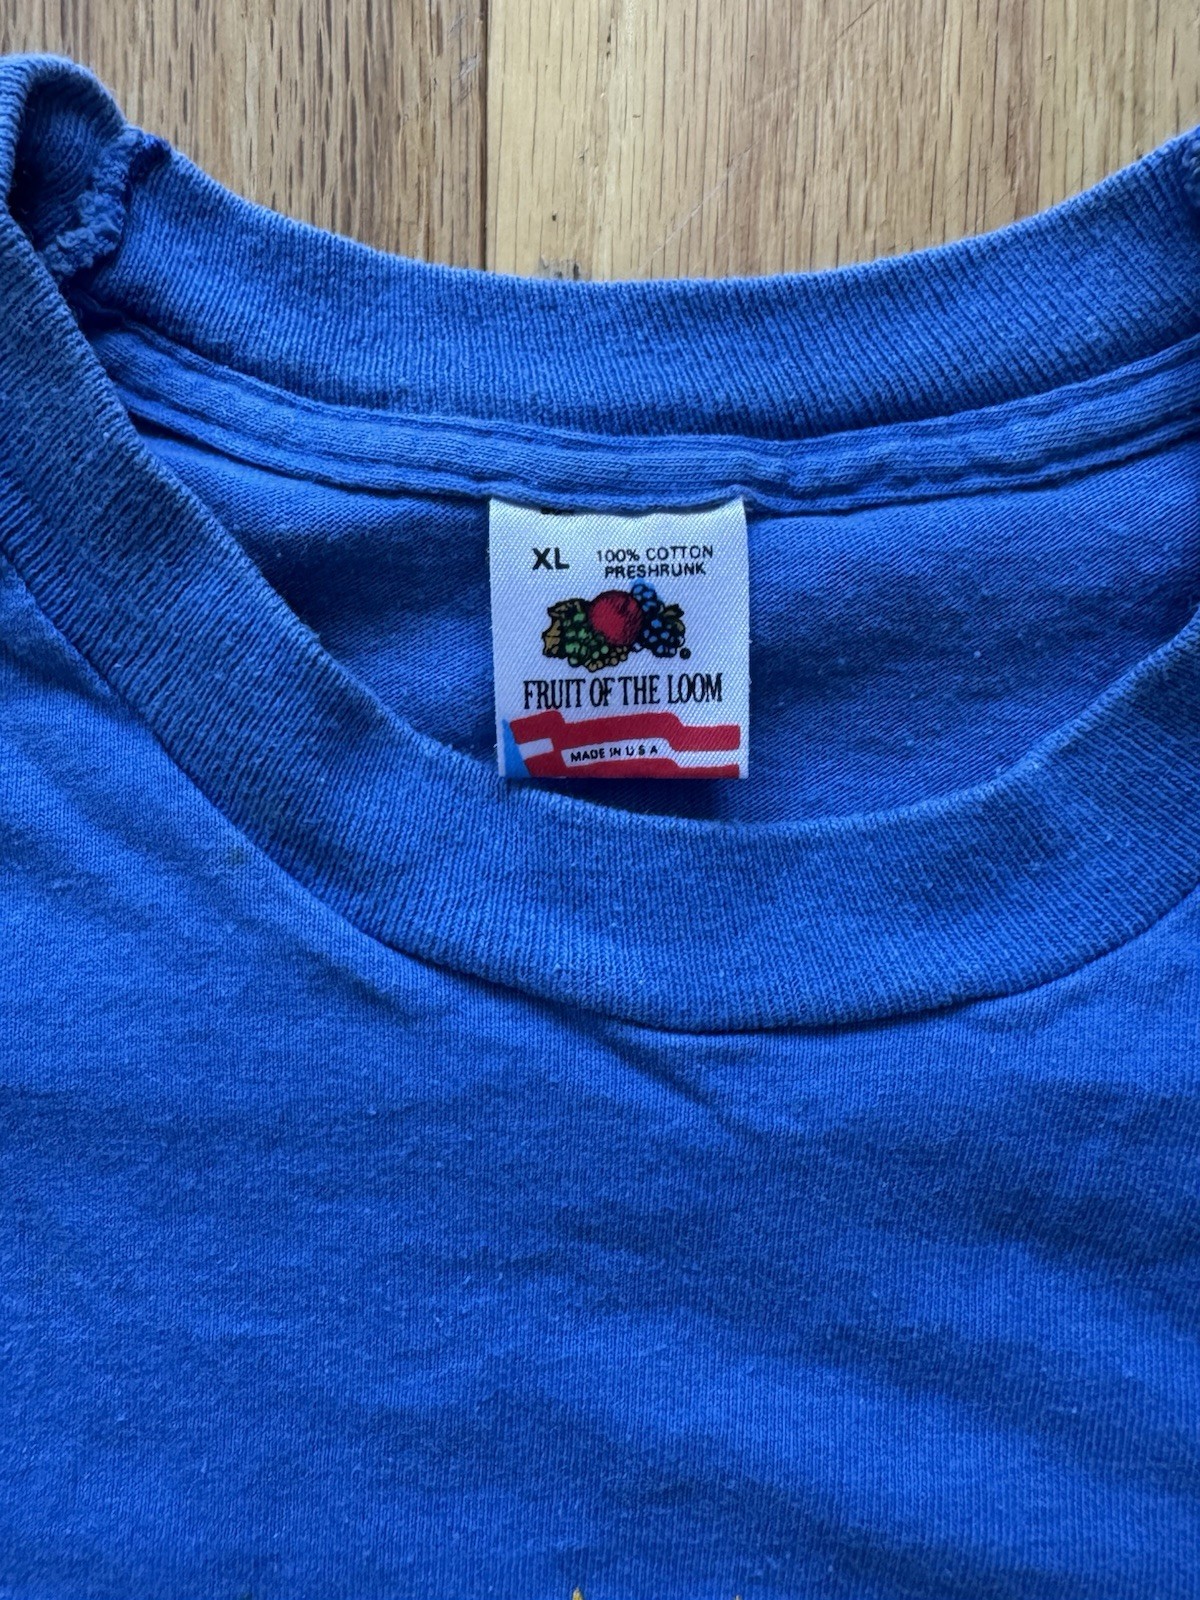 XL 100% COTTON
PRESHRUNK
FRUIT OF THE LOOM
MADE IN U S A